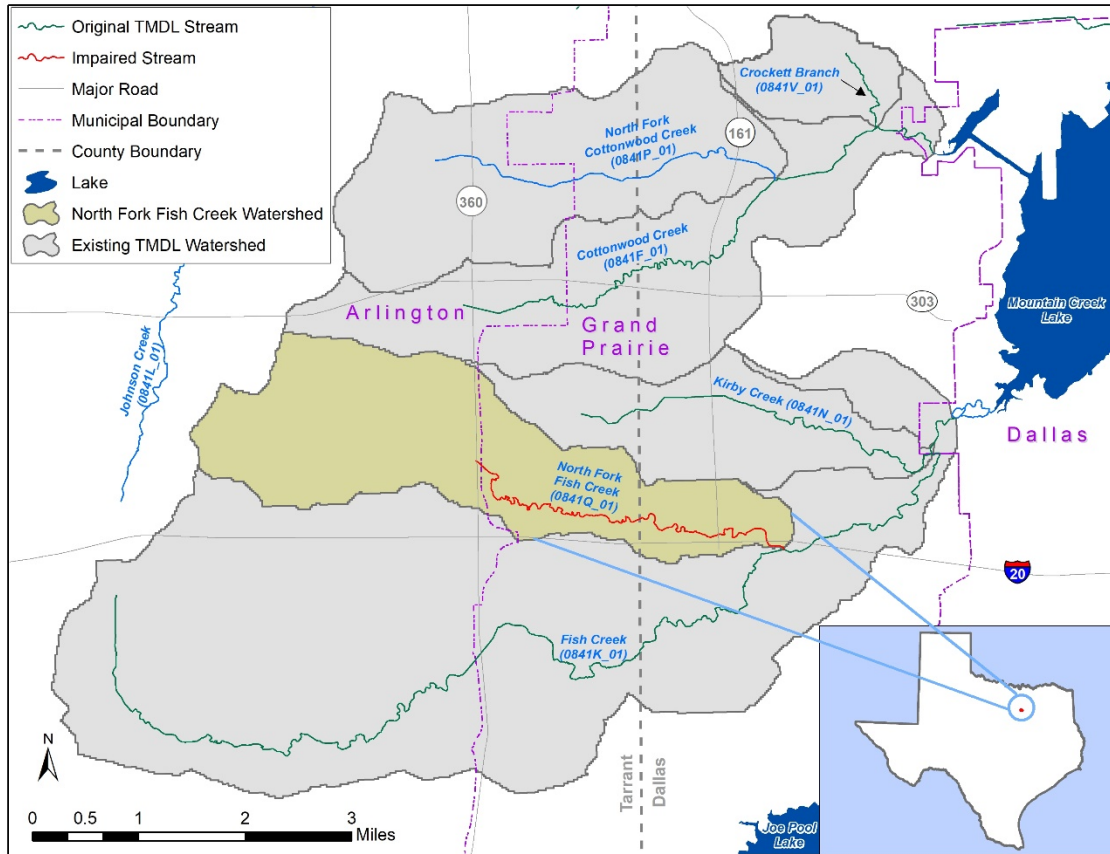 Original TMDL Stream
Impaired Stream
Major Road
Municipal Boundary
County Boundary
Lake
North Fork Fish Creek Watershed
Existing TMDL Watershed
Crockett Branch
(0841V_01)
North Fork
Cottonwood Creek
(0841P_01)
161
360
Cottonwood Creek
(0841F_01)
Johnson Creek
(0841L_01)
303
Mountain Creek
Lake
Arlington
Grand
Prairie
Kirby Creek (0841N_01)
Dallas
North Fork
Fish Creek
(0841Q_01)
20
Fish Creek
(0841K_01)
N
Tarrant
Dallas
0 0.5 1 2 3
Miles
Joe Pool
Lake